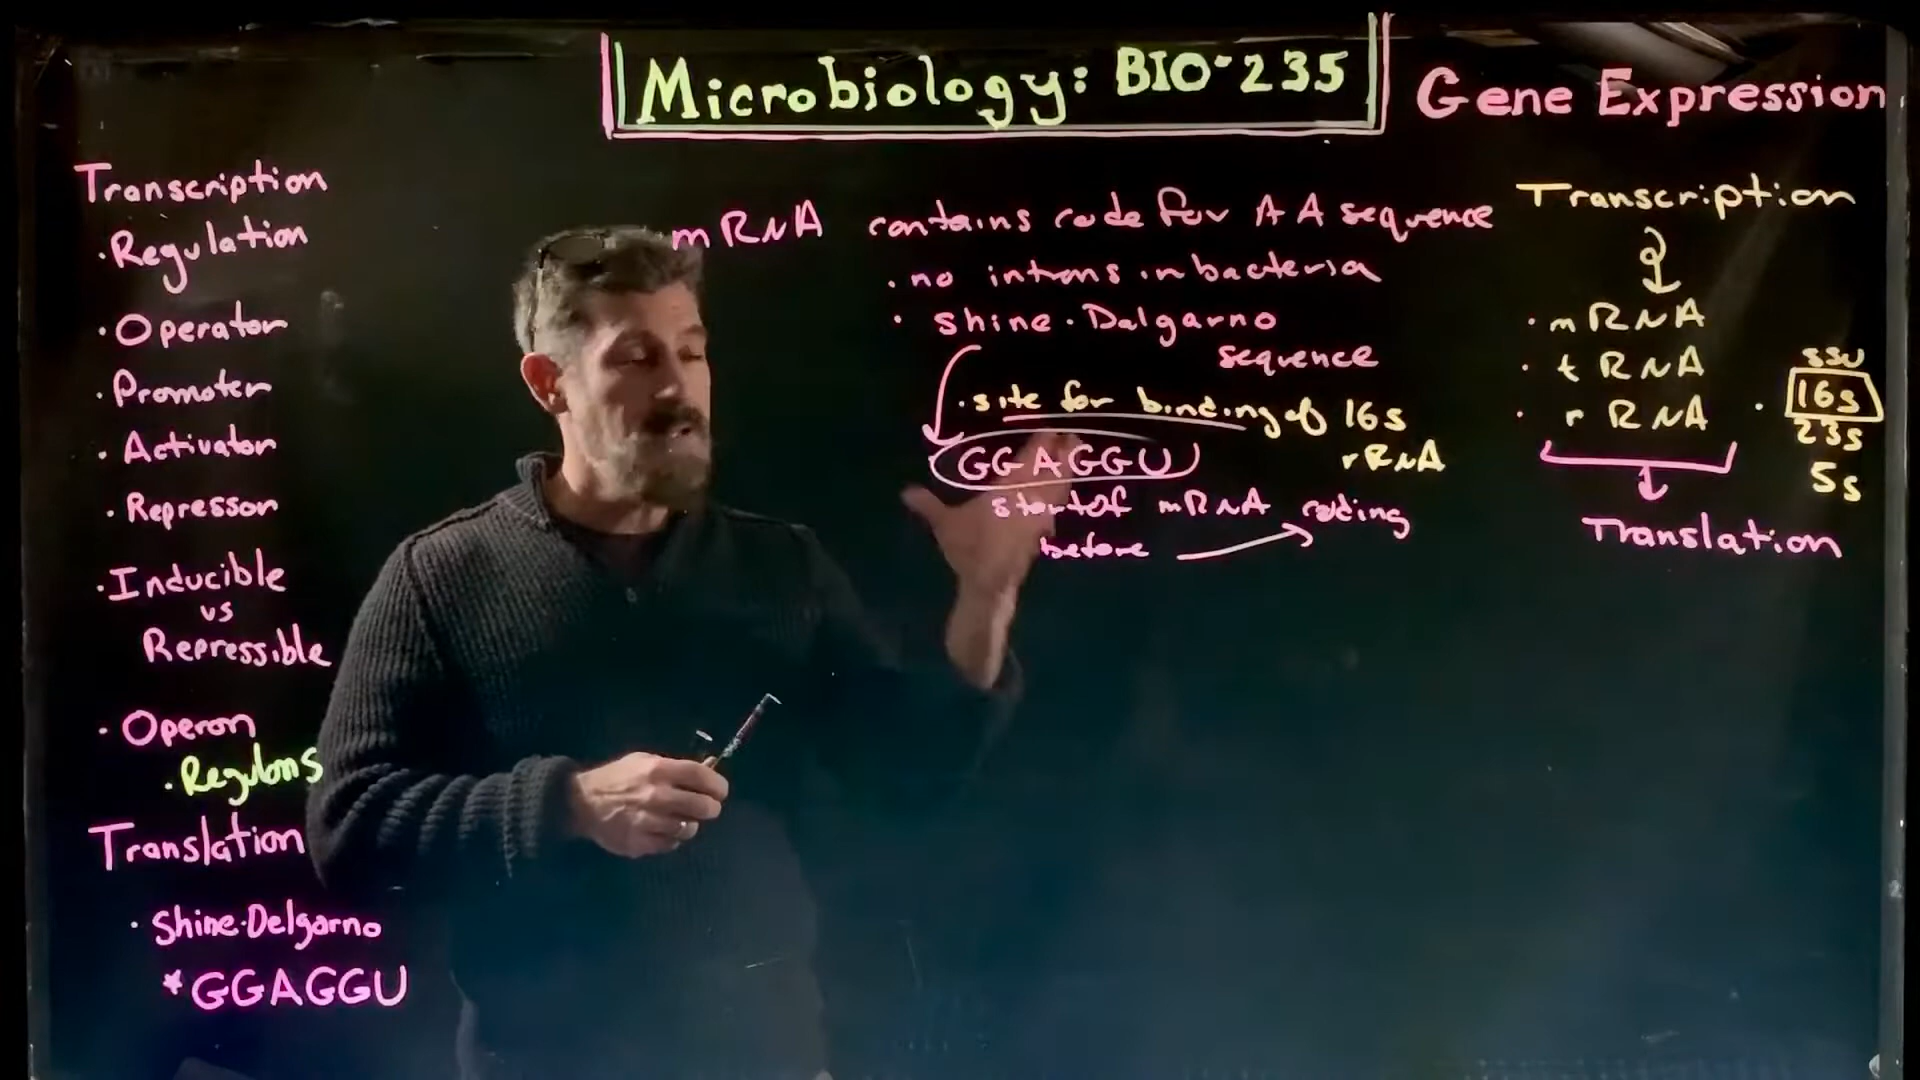 Microbiology: BIO-235
Gene Expression
Transcription
·Regulation
·Operator
·Promoter
·Activator
·Repressor
·Inducible
vs
Repressible
·Operon
·Regulons
Translation
·Shine-Delgarno
*GGAGGU
mRNA contains code for AA sequence
·no introns in bacteria
·shine-Dalgarno
sequence
·site for binding of 16s
rRNA
GGAGGU
start of mRNA coding
before
Transcription
·mRNA
·tRNA
·rRNA
·
ssu
16s
23s
5s
Translation